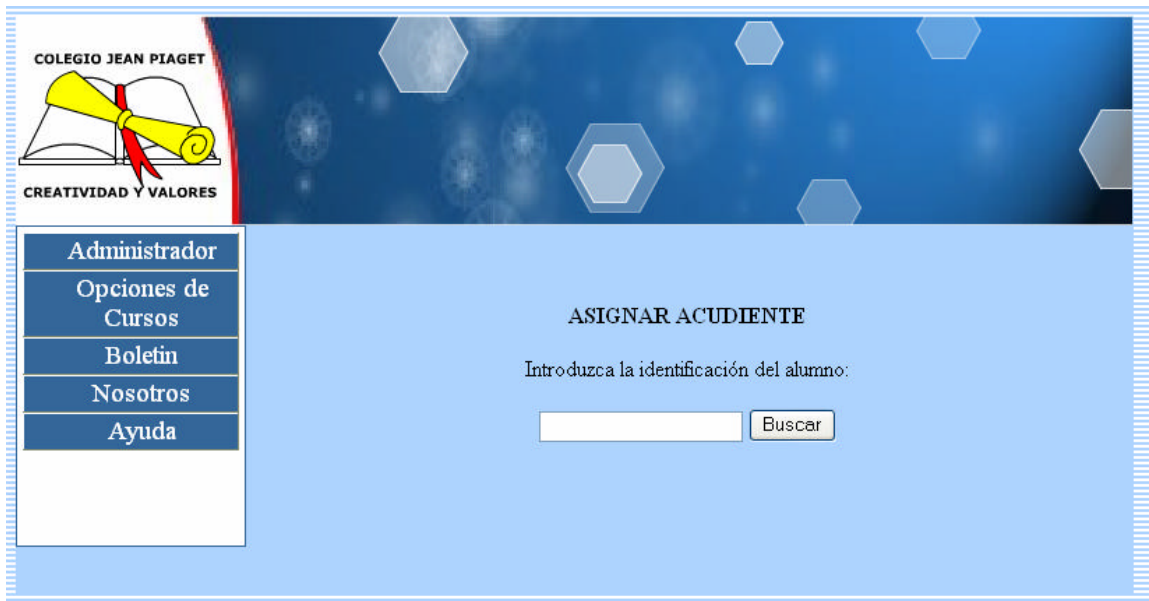 COLEGIO JEAN PIAGET
CREATIVIDAD Y VALORES
Administrador
Opciones de
Cursos
Boletin
Nosotros
Ayuda
ASIGNAR ACUDIENTE
Introduzca la identificación del alumno:
Buscar